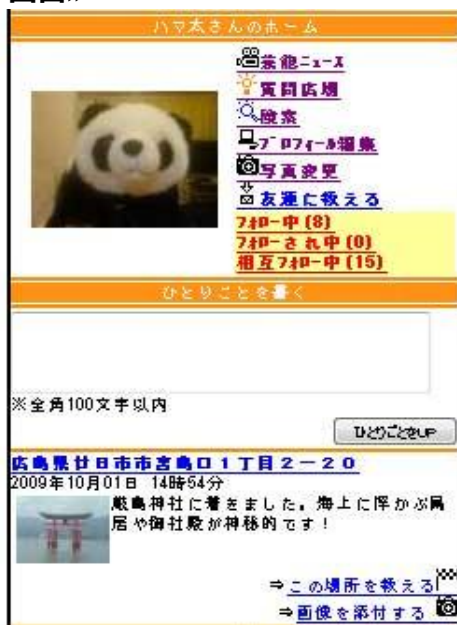 ハマ太さんのホーム
芸能ニュース
質問広場
検索
プロフィール編集
写真変更
友達に教える
フォロー中(8)
フォローされ中(0)
相互フォロー中(15)
ひとりごとを書く
※全角100文字以内
ひとりごとをUP
広島県廿日市市宮島口1丁目2-20
2009年10月01日 14時54分
厳島神社に着きました。海上に浮かぶ鳥
居や御社殿が神秘的です!
⇒この場所を教える
⇒画像を添付する